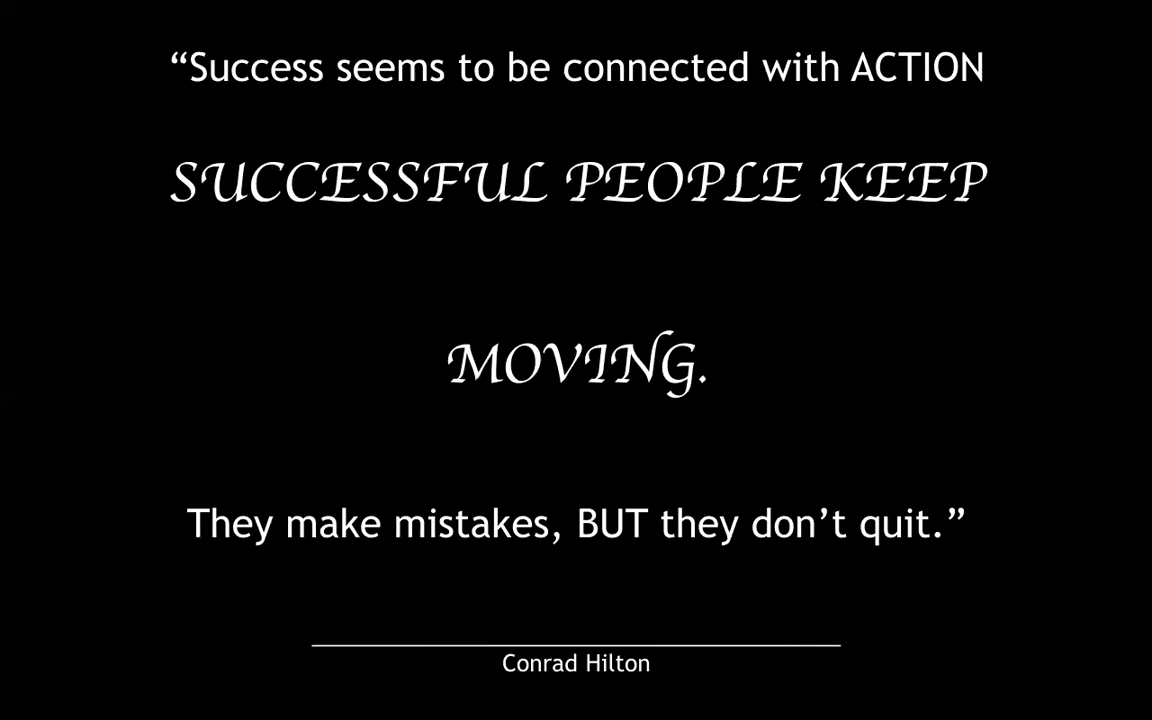 “Success seems to be connected with ACTION
SUCCESSFUL PEOPLE KEEP
MOVING.
They make mistakes, BUT they don’t quit.”
Conrad Hilton